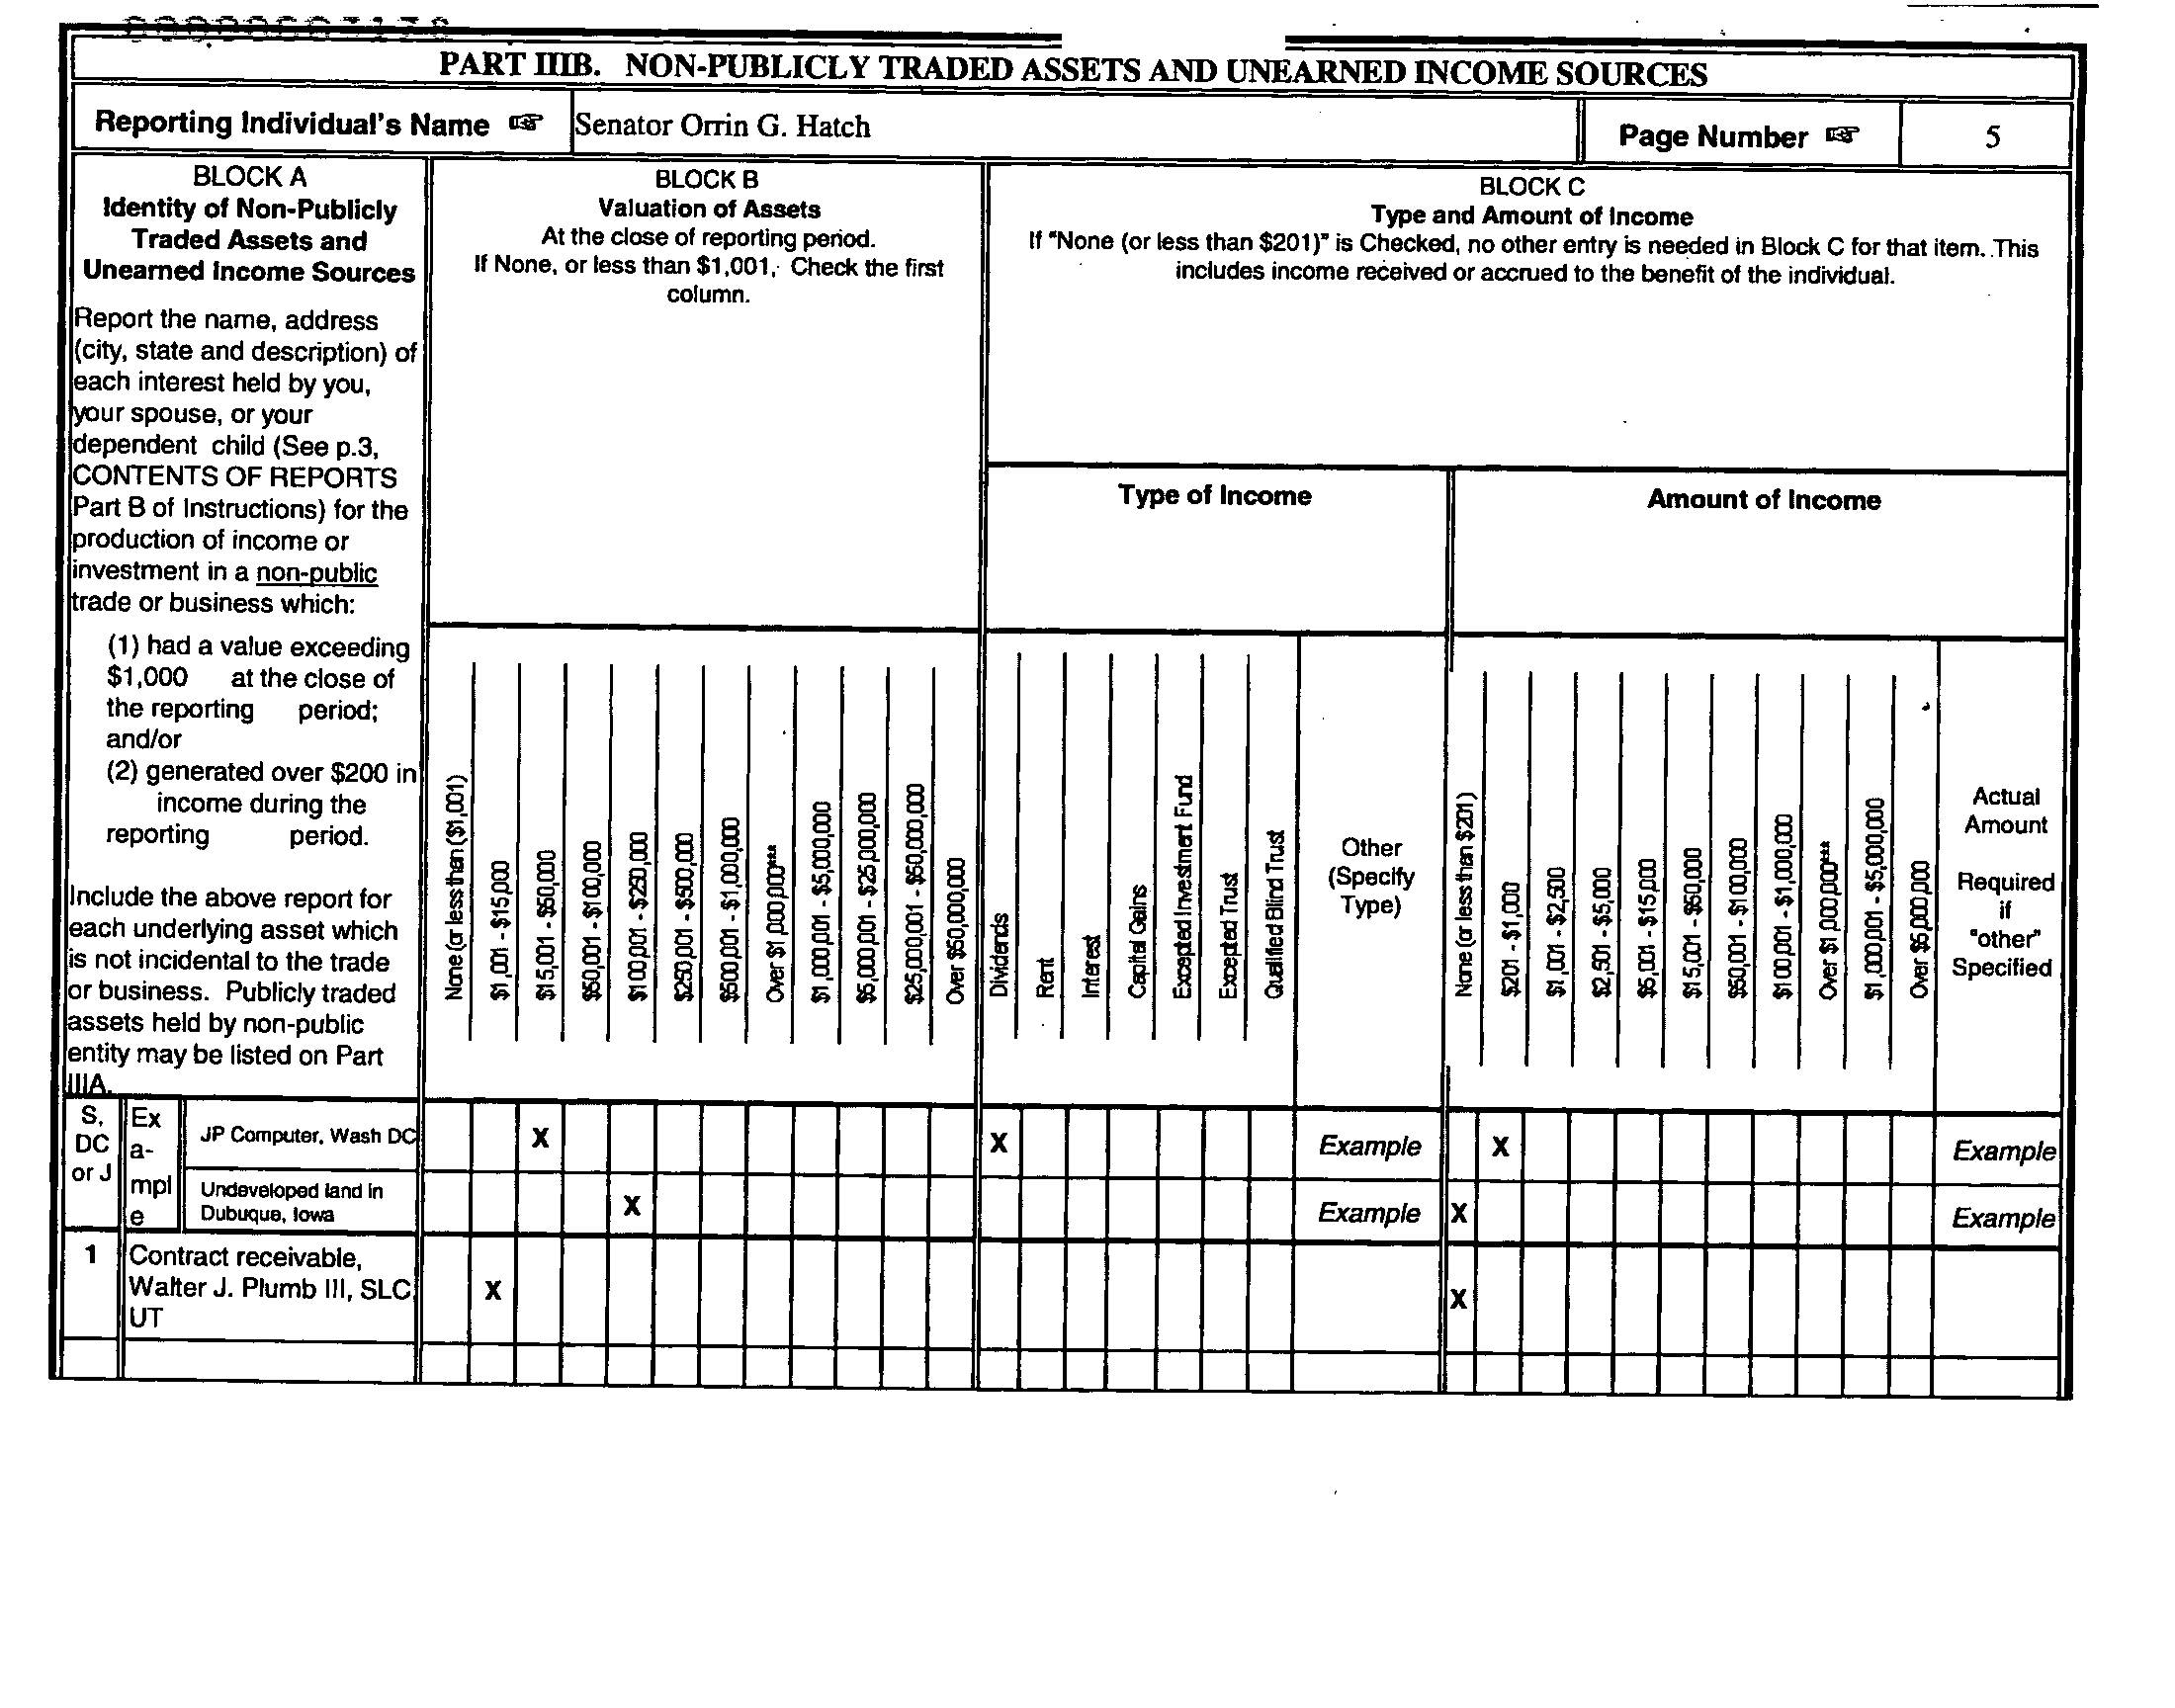 PART IIIB. NON-PUBLICLY TRADED ASSETS AND UNEARNED INCOME SOURCES
Reporting Individual's Name ☞ Senator Orrin G. Hatch Page Number ☞ 5
BLOCK A
Identity of Non-Publicly
Traded Assets and
Unearned Income Sources
Report the name, address
(city, state and description) of
each interest held by you,
your spouse, or your
dependent child (See p.3,
CONTENTS OF REPORTS
Part B of Instructions) for the
production of income or
investment in a non-public
trade or business which:
(1) had a value exceeding
$1,000 at the close of
the reporting period;
and/or
(2) generated over $200 in
income during the
reporting period.
Include the above report for
each underlying asset which
is not incidental to the trade
or business. Publicly traded
assets held by non-public
entity may be listed on Part
IIIA.
BLOCK B
Valuation of Assets
At the close of reporting period.
If None, or less than $1,001, Check the first
column.
None (or less than ($1,001)
$1,001 - $15,000
$15,001 - $50,000
$50,001 - $100,000
$100,001 - $250,000
$250,001 - $500,000
$500,001 - $1,000,000
Over $1,000,000***
$1,000,001 - $5,000,000
$5,000,001 - $25,000,000
$25,000,001 - $50,000,000
Over $50,000,000
BLOCK C
Type and Amount of Income
If "None (or less than $201)" is Checked, no other entry is needed in Block C for that item. This
includes income received or accrued to the benefit of the individual.
Type of Income
Dividends
Rent
Interest
Capital Gains
Excepted Investment Fund
Excepted Trust
Qualified Blind Trust
Other
(Specify
Type)
Amount of Income
None (or less than $201)
$201 - $1,000
$1,001 - $2,500
$2,501 - $5,000
$5,001 - $15,000
$15,001 - $50,000
$50,001 - $100,000
$100,001 - $1,000,000
Over $1,000,000***
$1,000,001 - $5,000,000
Over $5,000,000
Actual
Amount
Required
if
"other"
Specified
S,
DC
or J
Ex
a-
mpl
e
JP Computer, Wash DC X X Example X Example
Undeveloped land in
Dubuque, Iowa X Example X Example
1 Contract receivable,
Walter J. Plumb III, SLC X X
UT